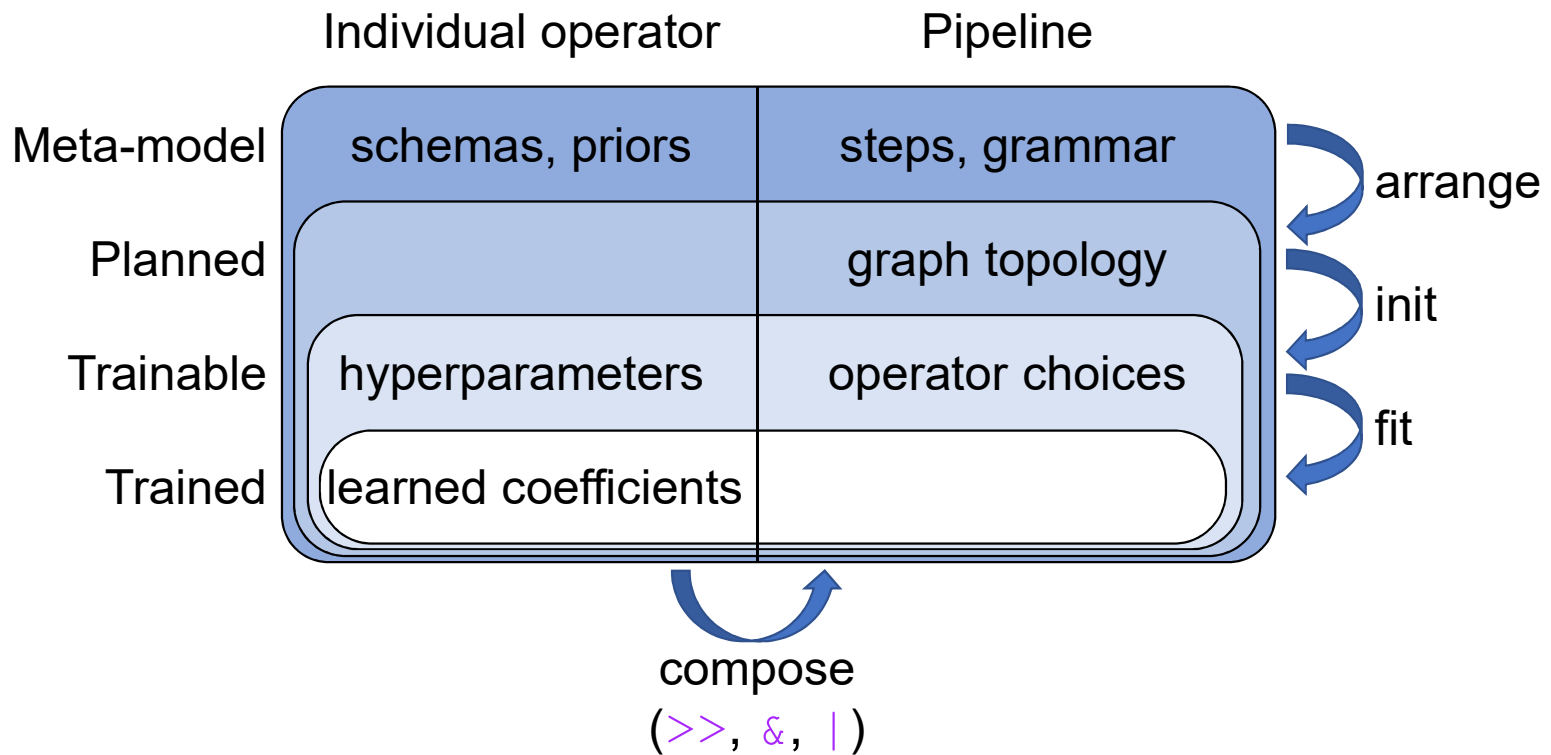 Individual operator Pipeline
Meta-model schemas, priors steps, grammar
arrange
Planned graph topology
init
Trainable hyperparameters operator choices
fit
Trained learned coefficients
compose
(>>, &, |)